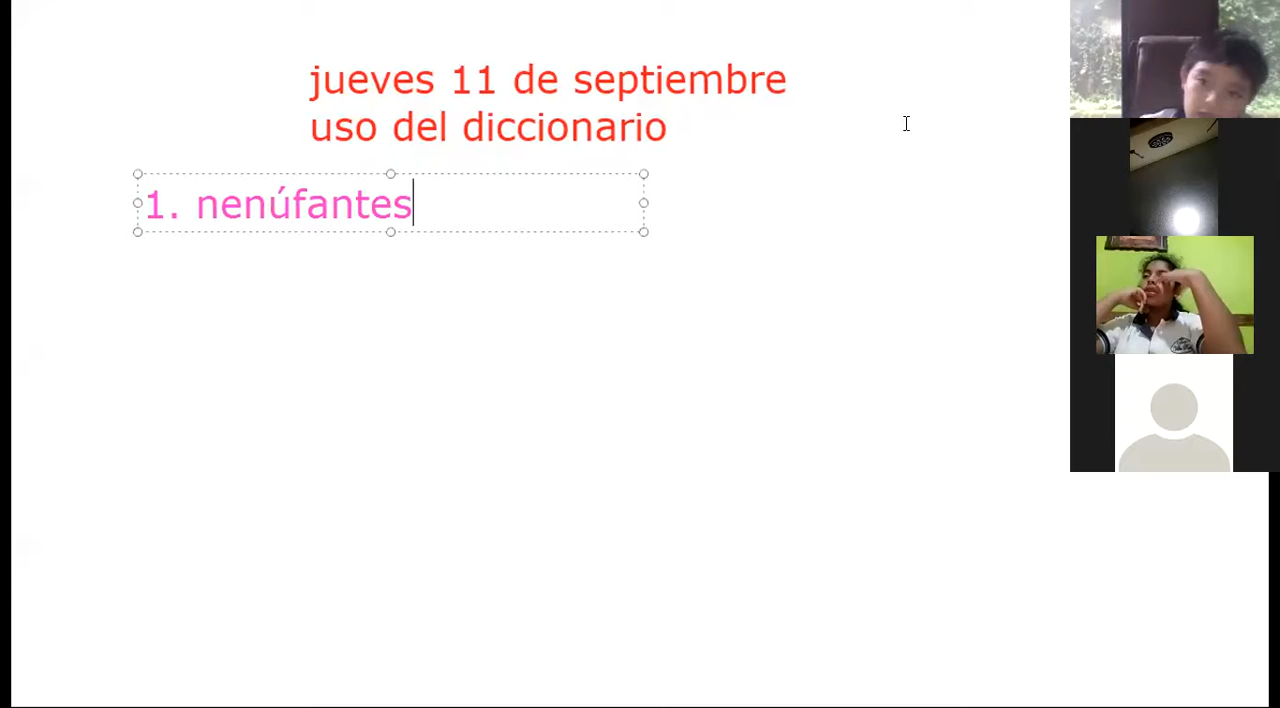 jueves 11 de septiembre
uso del diccionario
1. nenúfantes